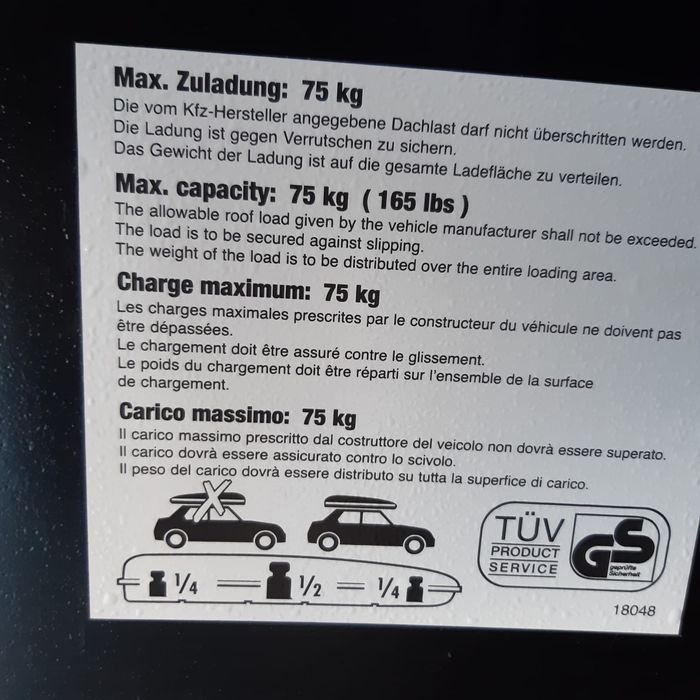 Max. Zuladung: 75 kg
Die vom Kfz-Hersteller angegebene Dachlast darf nicht überschritten werden.
Die Ladung ist gegen Verrutschen zu sichern.
Das Gewicht der Ladung ist auf die gesamte Ladefläche zu verteilen.
Max. capacity: 75 kg ( 165 lbs )
The allowable roof load given by the vehicle manufacturer shall not be exceeded.
The load is to be secured against slipping.
The weight of the load is to be distributed over the entire loading area.
Charge maximum: 75 kg
Les charges maximales prescrites par le constructeur du véhicule ne doivent pas
être dépassées.
Le chargement doit être assuré contre le glissement.
Le poids du chargement doit être réparti sur l'ensemble de la surface
de chargement.
Carico massimo: 75 kg
Il carico massimo prescritto dal costruttore del veicolo non dovrà essere superato.
Il carico dovrà essere assicurato contro lo scivolo.
Il peso del carico dovrà essere distributo su tutta la superfice di carico.
TÜV
PRODUCT
SERVICE
GS
geprüfte
Sicherheit
1/4 = 1/2 = 1/4
18048